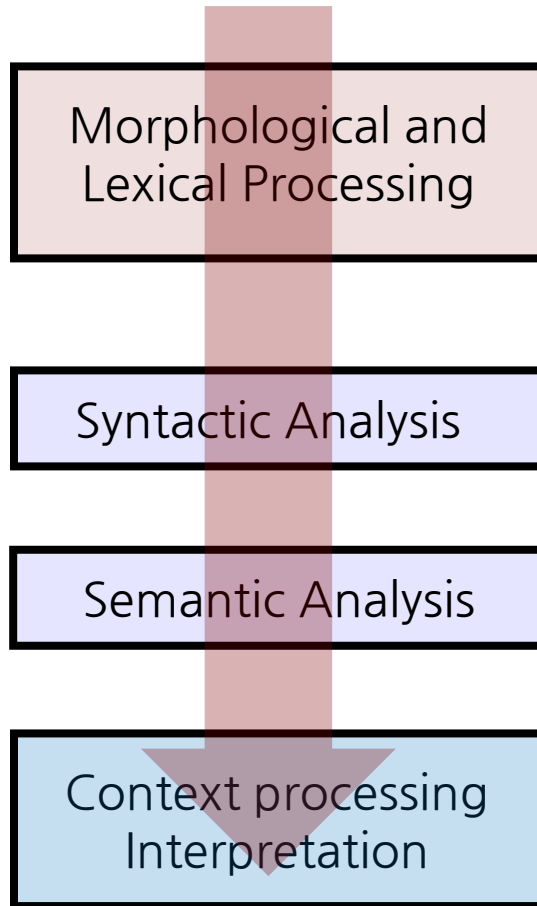 Morphological and
Lexical Processing
Syntactic Analysis
Semantic Analysis
Context processing
Interpretation